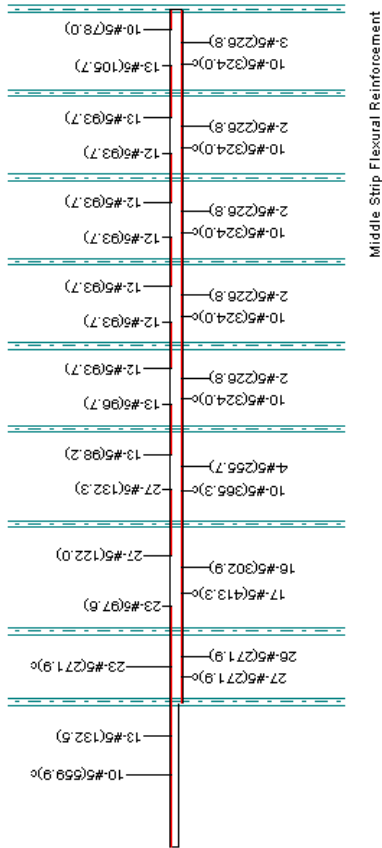 Middle Strip Flexural Reinforcement
10-#5(78.0)
13-#5(105.7)
13-#5(93.7)
12-#5(93.7)
12-#5(93.7)
12-#5(93.7)
12-#5(93.7)
12-#5(93.7)
12-#5(93.7)
13-#5(96.7)
13-#5(98.2)
27-#5(132.3)
27-#5(122.0)
23-#5(97.6)
23-#5(271.9)c
13-#5(132.5)
10-#5(559.9)c
3-#5(226.8)
10-#5(324.0)c
2-#5(226.8)
10-#5(324.0)c
2-#5(226.8)
10-#5(324.0)c
2-#5(226.8)
10-#5(324.0)c
2-#5(226.8)
10-#5(324.0)c
4-#5(255.7)
10-#5(365.3)c
16-#5(302.9)
17-#5(413.3)c
26-#5(271.9)
27-#5(271.9)c